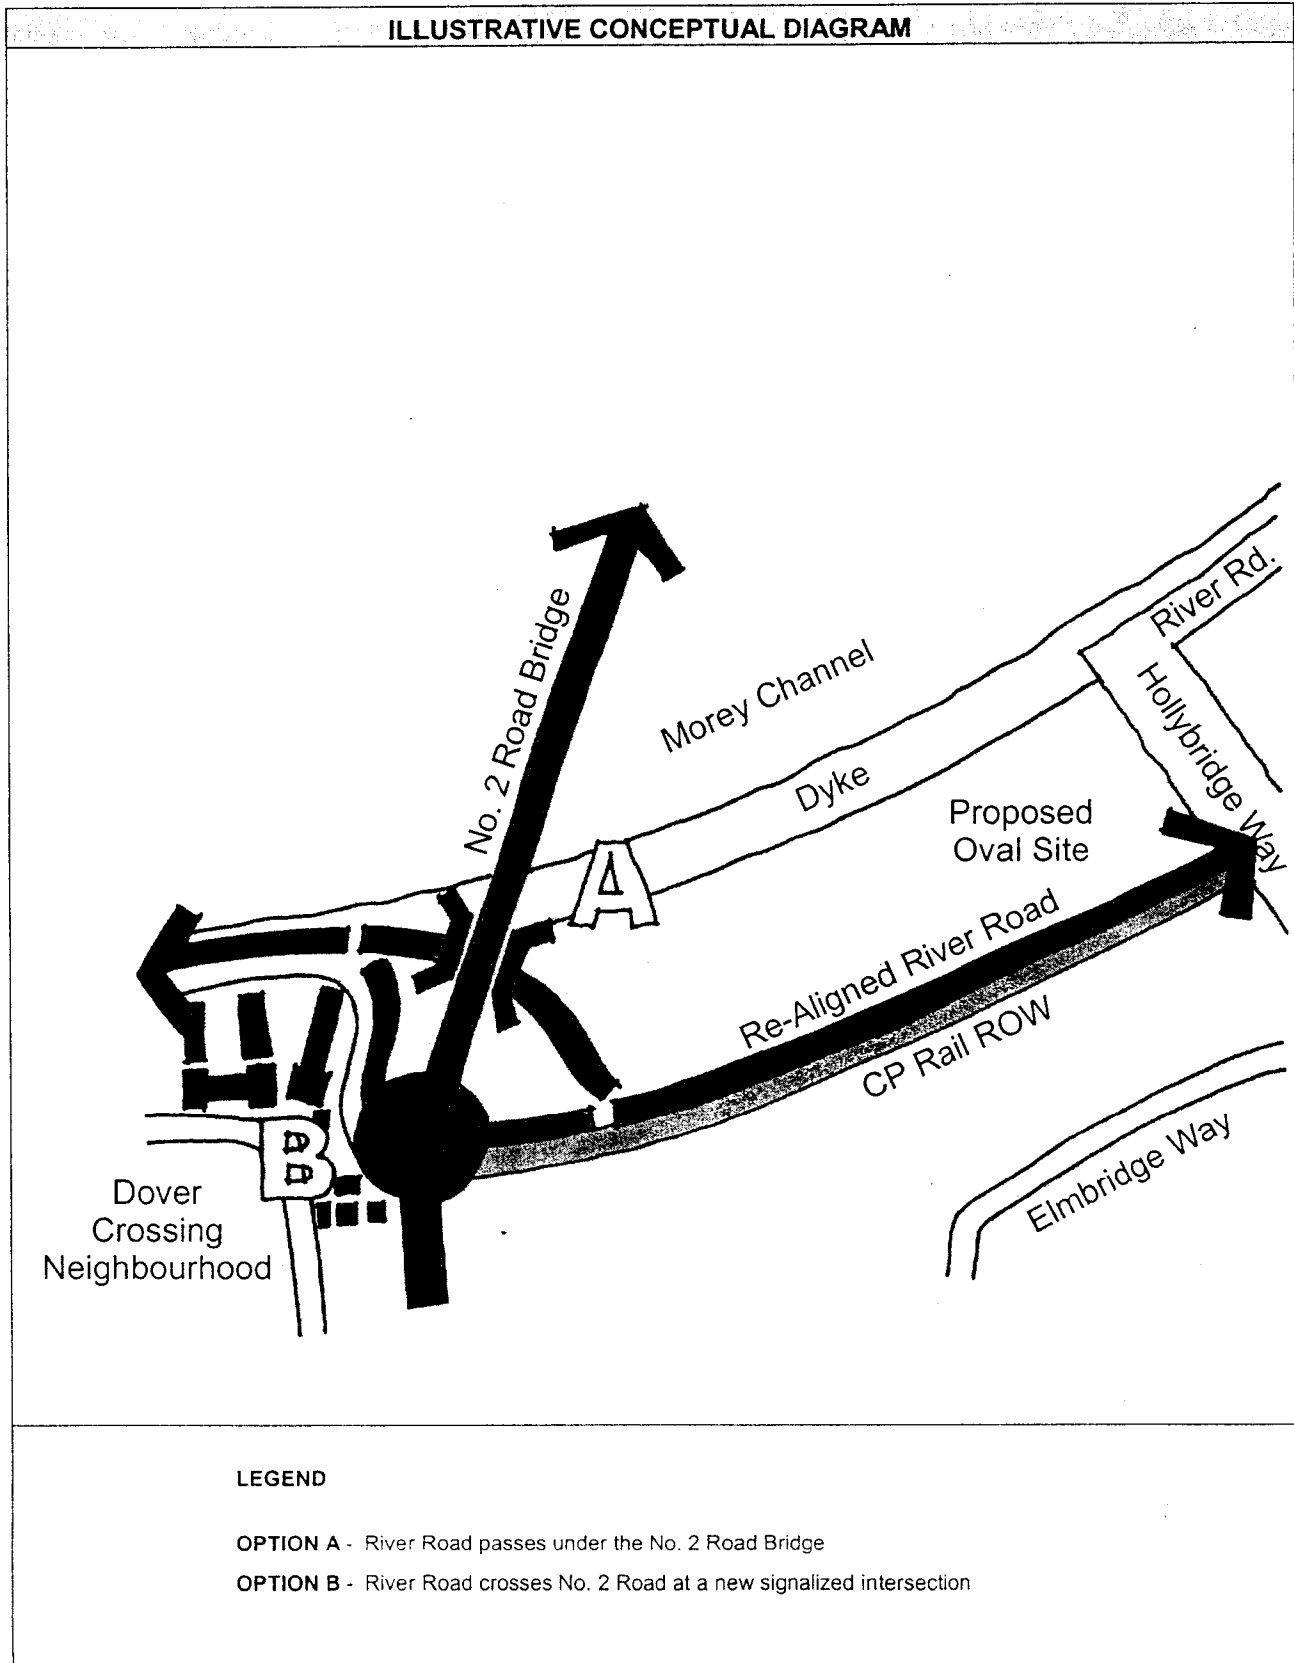 ILLUSTRATIVE CONCEPTUAL DIAGRAM
River Rd.
No. 2 Road Bridge
Morey Channel
Hollybridge Way
Dyke
Proposed
Oval Site
A
Re-Aligned River Road
CP Rail ROW
Elmbridge Way
B
Dover
Crossing
Neighbourhood
LEGEND
OPTION A - River Road passes under the No. 2 Road Bridge
OPTION B - River Road crosses No. 2 Road at a new signalized intersection